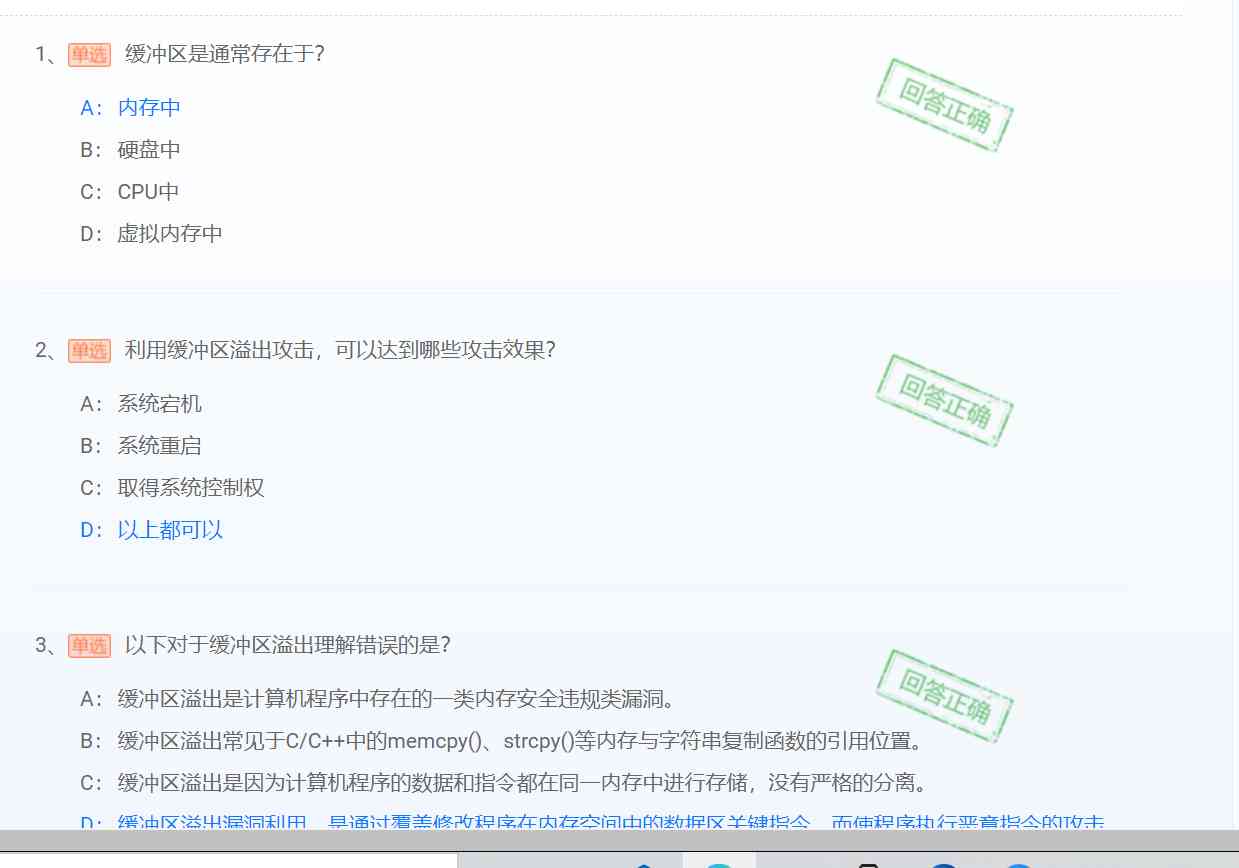 1、 单选 缓冲区是通常存在于？
回答正确
A： 内存中
B： 硬盘中
C： CPU中
D： 虚拟内存中
2、 单选 利用缓冲区溢出攻击，可以达到哪些攻击效果？
回答正确
A： 系统宕机
B： 系统重启
C： 取得系统控制权
D： 以上都可以
3、 单选 以下对于缓冲区溢出理解错误的是？
回答正确
A： 缓冲区溢出是计算机程序中存在的一类内存安全违规类漏洞。
B： 缓冲区溢出常见于C/C++中的memcpy()、strcpy()等内存与字符串复制函数的引用位置。
C： 缓冲区溢出是因为计算机程序的数据和指令都在同一内存中进行存储，没有严格的分离。
D： 缓冲区溢出漏洞利用，是通过覆盖修改程序在内存空间中的数据区关键指令，而使程序执行恶意指令的攻击